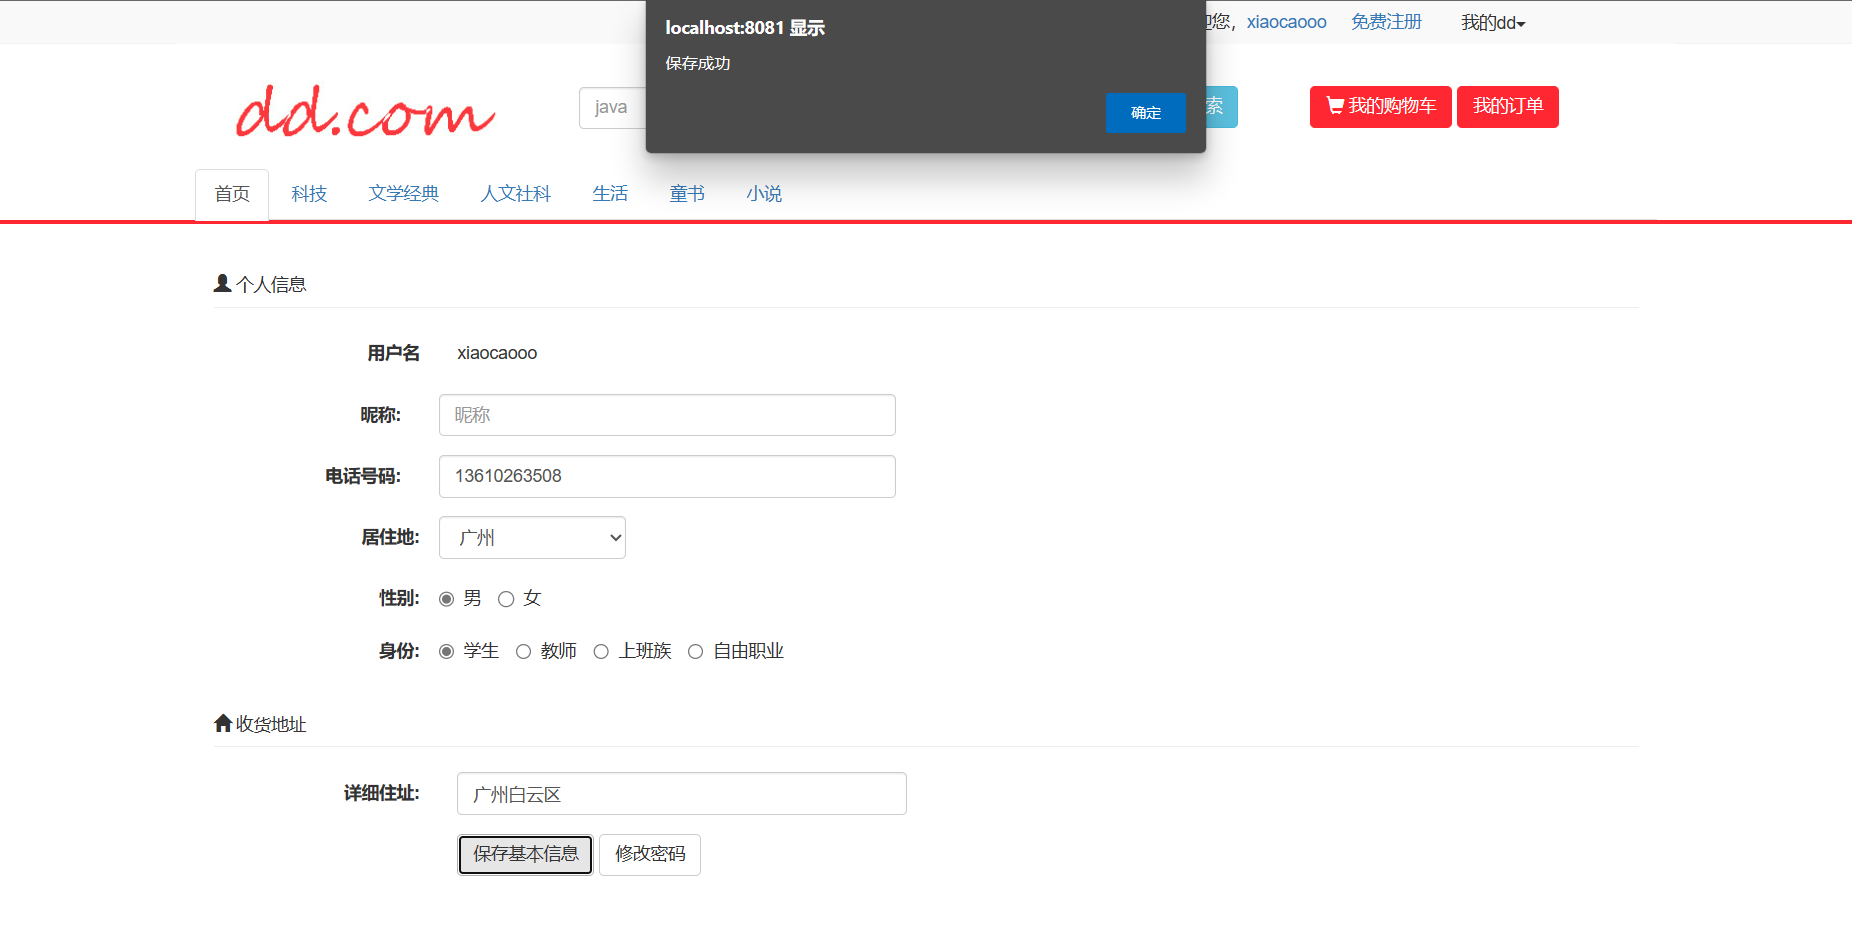 localhost:8081 显示
保存成功
确定
您，xiaocaooo 免费注册 我的dd
dd.com
java
索
我的购物车 我的订单
首页 科技 文学经典 人文社科 生活 童书 小说
个人信息
用户名 xiaocaooo
昵称: 昵称
电话号码: 13610263508
居住地: 广州
性别: 男 女
身份: 学生 教师 上班族 自由职业
收货地址
详细住址: 广州白云区
保存基本信息 修改密码